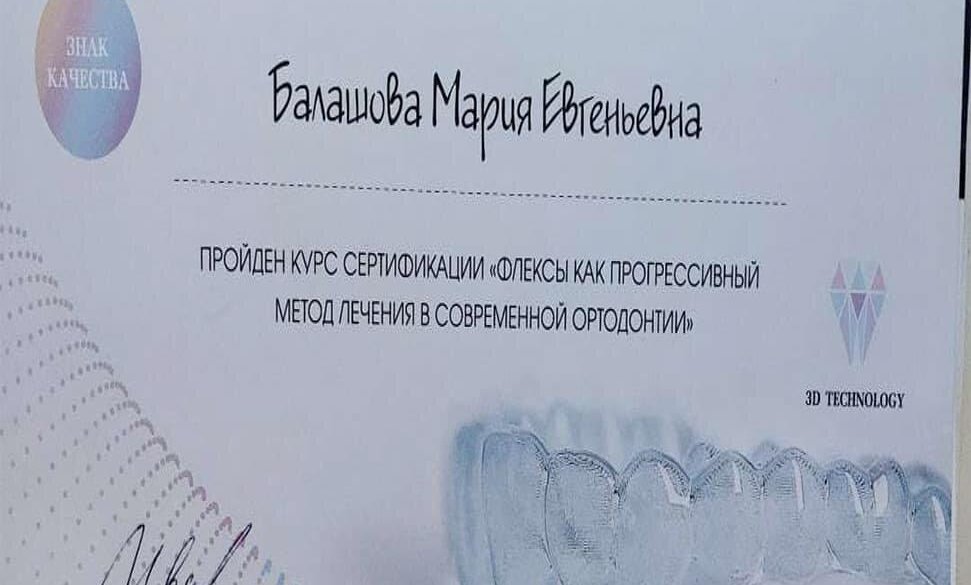 ЗНАК
КАЧЕСТВА
Балашова Мария Евгеньевна
ПРОЙДЕН КУРС СЕРТИФИКАЦИИ «ФЛЕКСЫ КАК ПРОГРЕССИВНЫЙ
МЕТОД ЛЕЧЕНИЯ В СОВРЕМЕННОЙ ОРТОДОНТИИ»
3D TECHNOLOGY